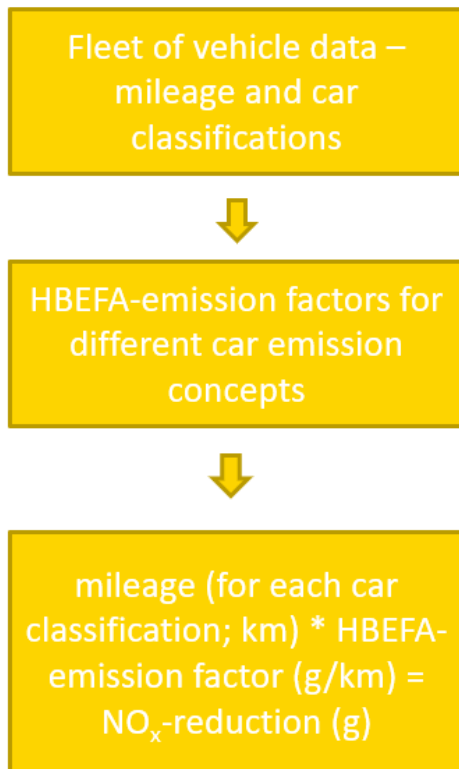 Fleet of vehicle data –
mileage and car
classifications
HBEFA-emission factors for
different car emission
concepts
mileage (for each car
classification; km) * HBEFA-
emission factor (g/km) =
NOₓ-reduction (g)